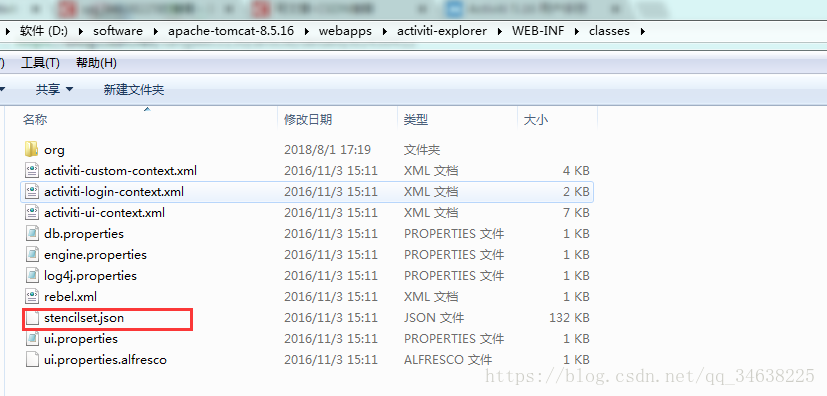 软件 (D:) software apache-tomcat-8.5.16 webapps activiti-explorer WEB-INF classes
工具(T) 帮助(H)
共享 新建文件夹
名称 修改日期 类型 大小
org 2018/8/1 17:19 文件夹
activiti-custom-context.xml 2016/11/3 15:11 XML 文档 4 KB
activiti-login-context.xml 2016/11/3 15:11 XML 文档 2 KB
activiti-ui-context.xml 2016/11/3 15:11 XML 文档 7 KB
db.properties 2016/11/3 15:11 PROPERTIES 文件 1 KB
engine.properties 2016/11/3 15:11 PROPERTIES 文件 1 KB
log4j.properties 2016/11/3 15:11 PROPERTIES 文件 1 KB
rebel.xml 2016/11/3 15:11 XML 文档 1 KB
stencilset.json 2016/11/3 15:11 JSON 文件 132 KB
ui.properties 2016/11/3 15:11 PROPERTIES 文件 1 KB
ui.properties.alfresco 2016/11/3 15:11 ALFRESCO 文件 1 KB
https://blog.csdn.net/qq_34638225